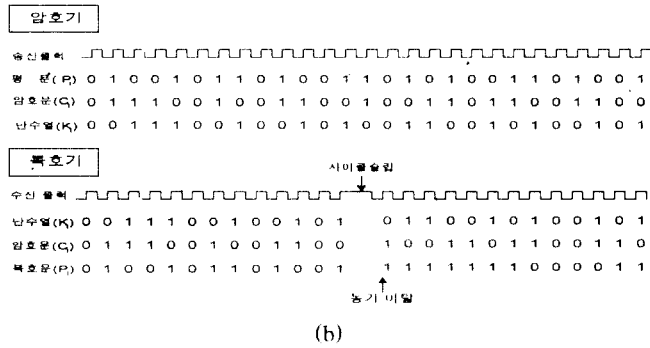 암호기
송신클럭
평 문(Pᵢ) 0 1 0 0 1 0 1 1 0 1 0 0 1 1 0 1 0 1 0 0 1 1 0 1 0 0 1
암호문(Cᵢ) 0 1 1 1 0 0 1 0 0 1 1 0 0 1 0 0 1 1 0 1 1 0 0 1 1 0 0
난수열(Kᵢ) 0 0 1 1 1 0 0 1 0 0 1 0 1 0 0 1 1 0 0 1 0 1 0 0 1 0 1
복호기
사이클슬립
수신 클럭
난수열(Kᵢ) 0 0 1 1 1 0 0 1 0 0 1 0 1 0 1 1 0 0 1 0 1 0 0 1 0 1
암호문(Cᵢ) 0 1 1 1 0 0 1 0 0 1 1 0 0 1 0 0 1 1 0 1 1 0 0 1 1 0
복호문(Pᵢ) 0 1 0 0 1 0 1 1 0 1 0 0 1 1 1 1 1 1 1 1 0 0 0 0 1 1
동기 이탈
(b)